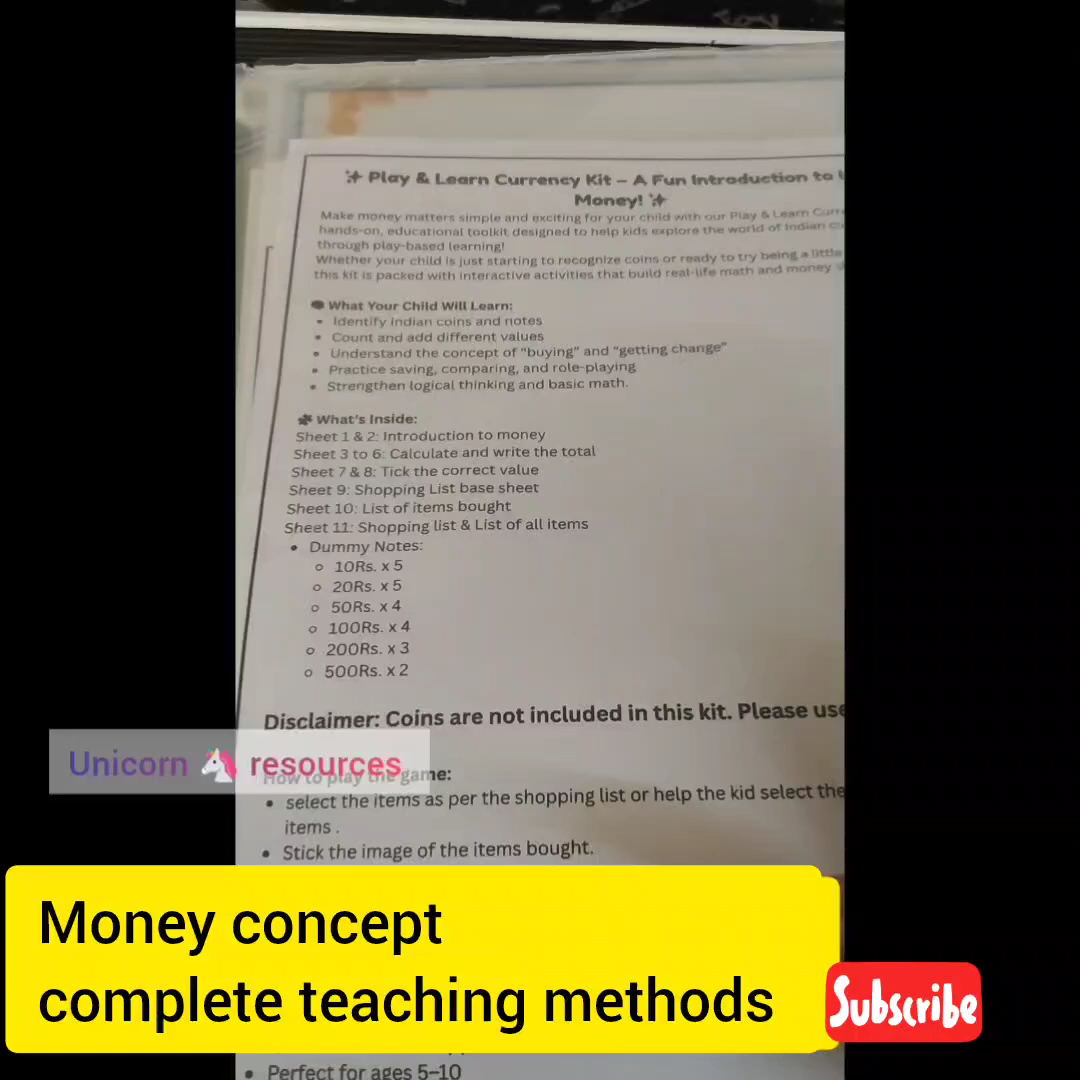 ✨ Play & Learn Currency Kit – A Fun Introduction to
Money! ✨
Make money matters simple and exciting for your child with our Play & Learn
hands-on, educational toolkit designed to help kids explore the world of Indian
through play-based learning!
Whether your child is just starting to recognize coins or ready to try being a little
this kit is packed with interactive activities that build real-life math and money
What Your Child Will Learn:
• Identify Indian coins and notes
• Count and add different values
• Understand the concept of “buying” and “getting change”
• Practice saving, comparing, and role-playing
• Strengthen logical thinking and basic math.
What's Inside:
Sheet 1 & 2: Introduction to money
Sheet 3 to 6: Calculate and write the total
Sheet 7 & 8: Tick the correct value
Sheet 9: Shopping List base sheet
Sheet 10: List of items bought
Sheet 11: Shopping list & List of all items
• Dummy Notes:
○ 10Rs. x 5
○ 20Rs. x 5
○ 50Rs. x 4
○ 100Rs. x 4
○ 200Rs. x 3
○ 500Rs. x 2
Disclaimer: Coins are not included in this kit. Please use
Unicorn 🦄 resources
How to play the game:
• select the items as per the shopping list or help the kid select the
items .
• Stick the image of the items bought.
Money concept
complete teaching methods
Subscribe
• Perfect for ages 5–10